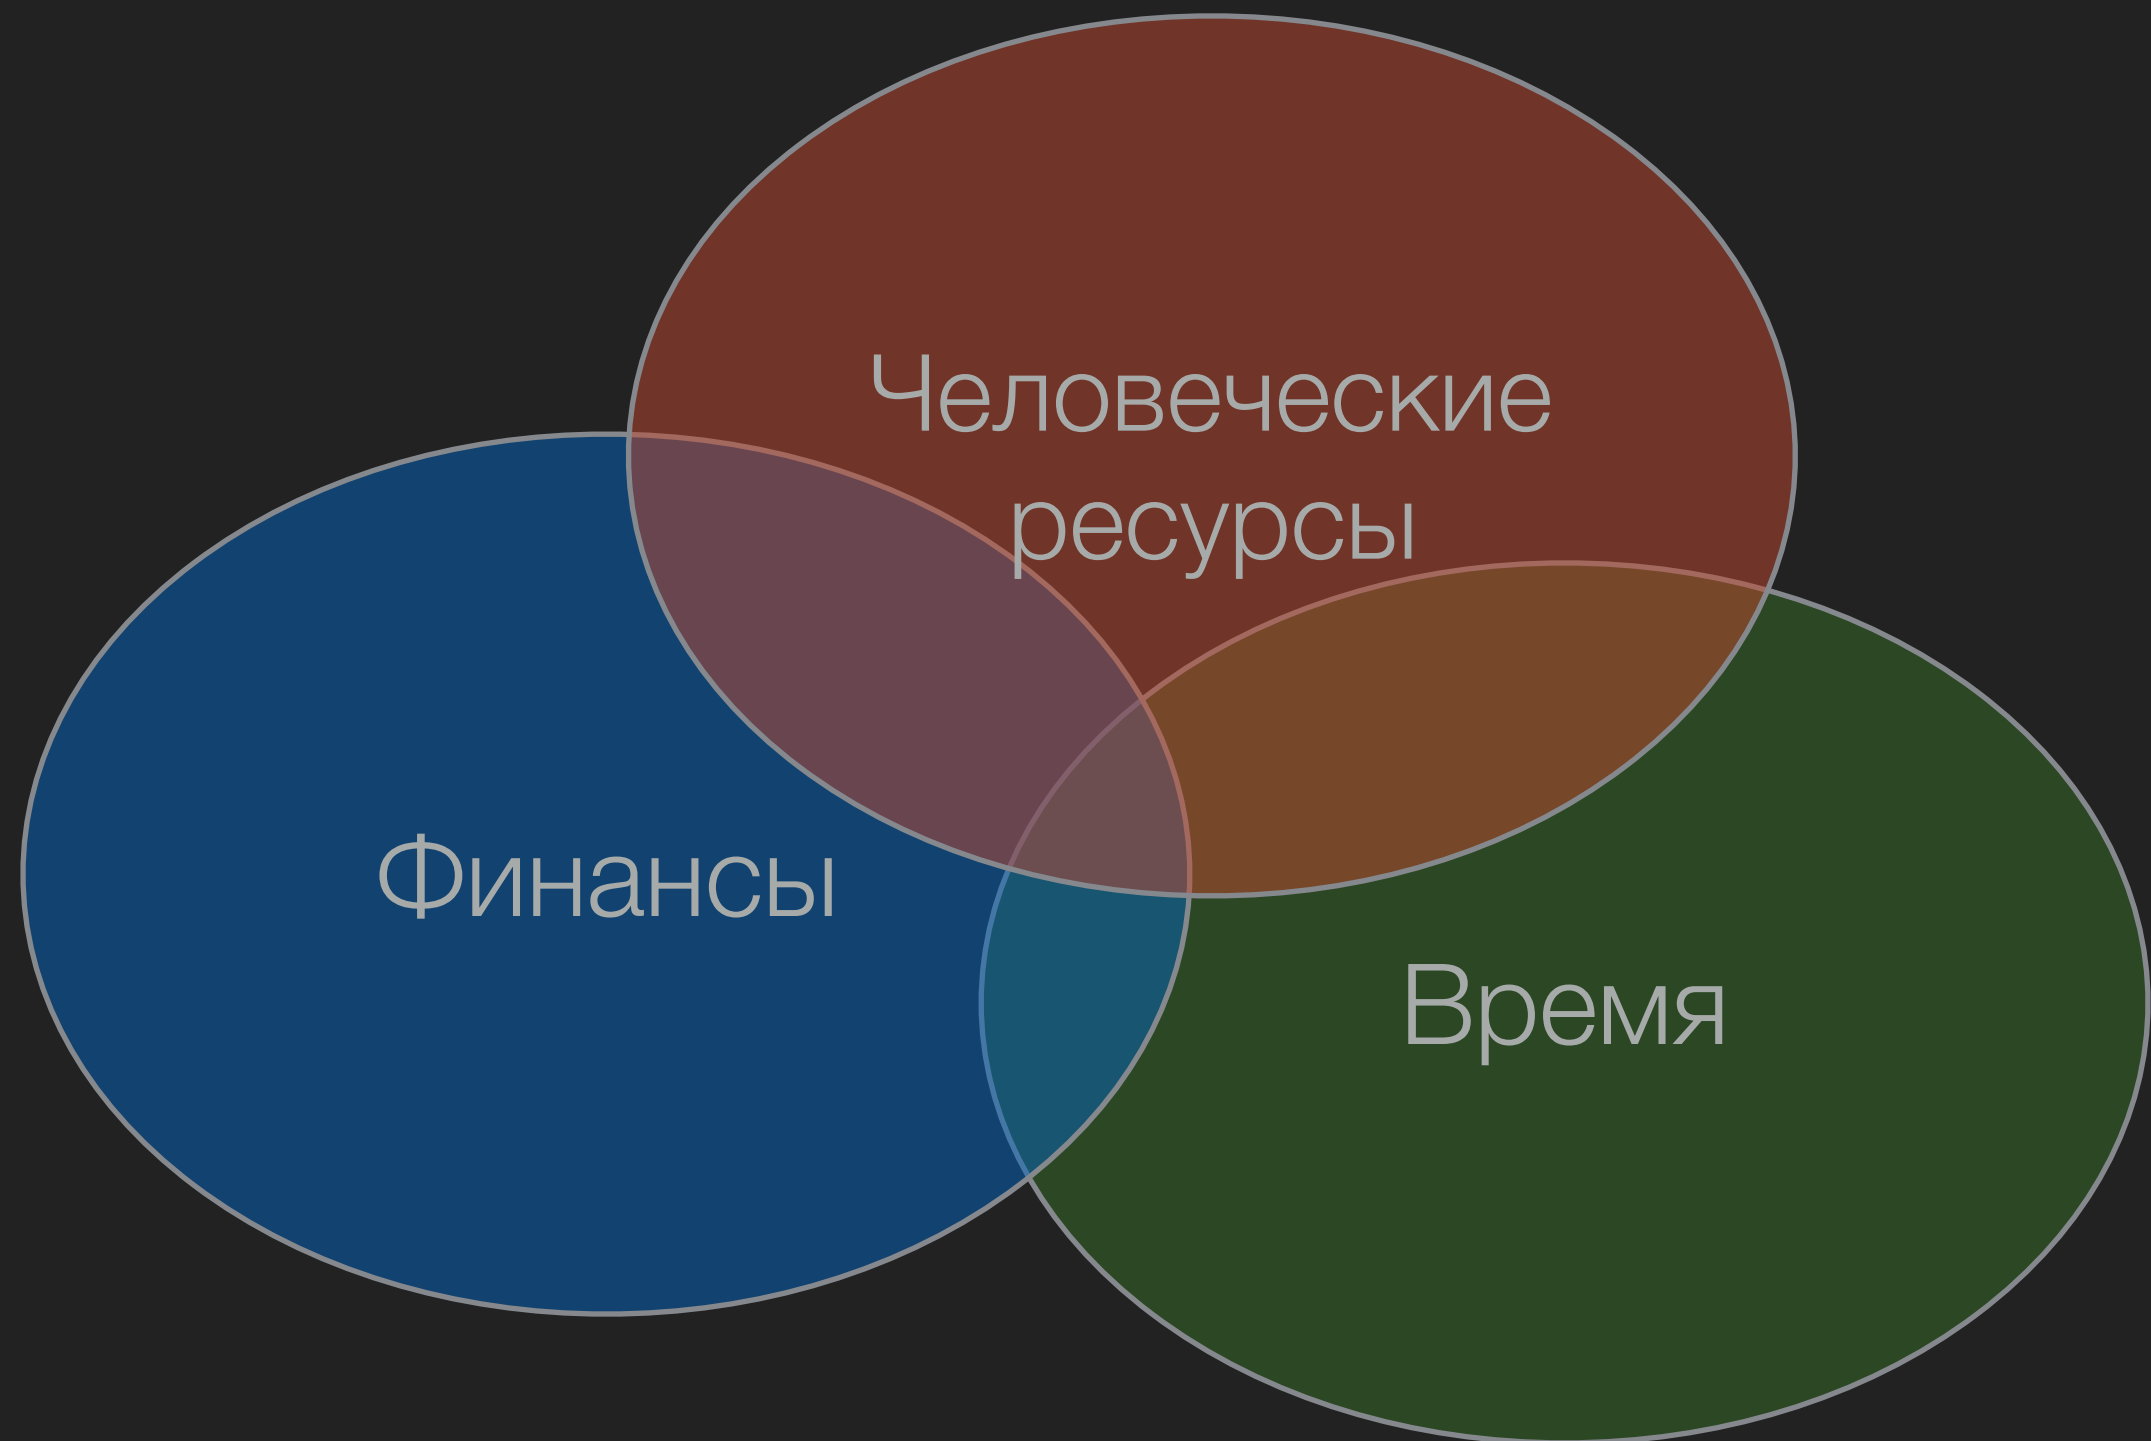 Человеческие
ресурсы
Финансы
Время